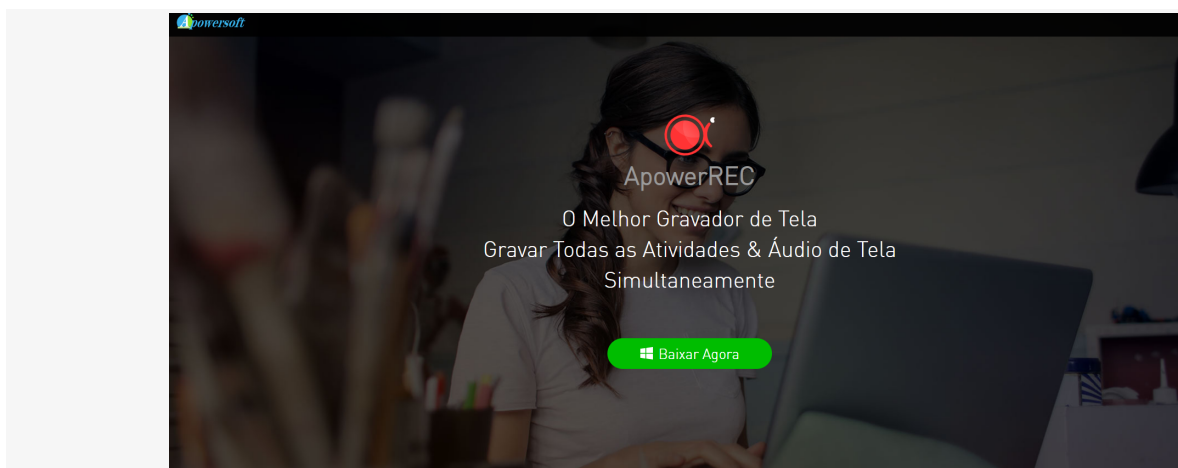 Apowersoft
ApowerREC
O Melhor Gravador de Tela
Gravar Todas as Atividades & Áudio de Tela
Simultaneamente
Baixar Agora